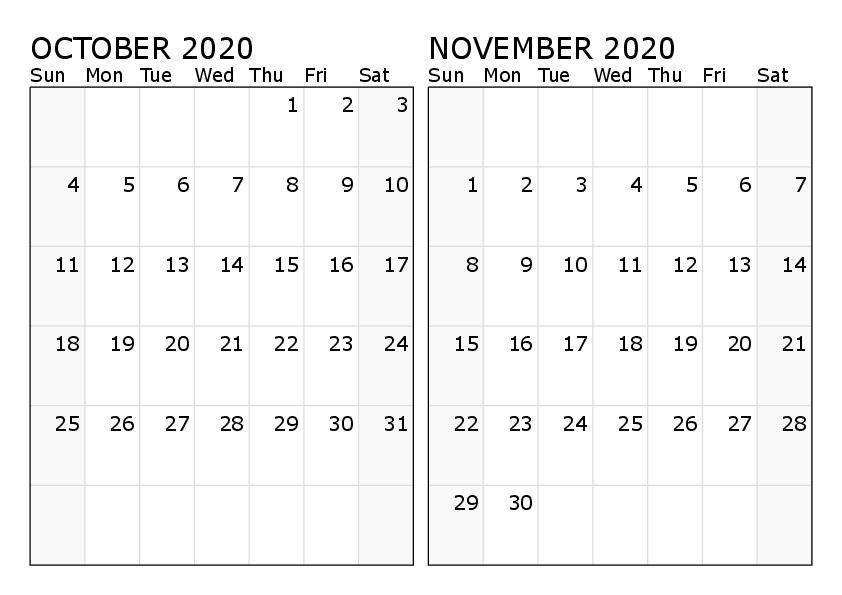 OCTOBER 2020
Sun Mon Tue Wed Thu Fri Sat
1 2 3
4 5 6 7 8 9 10
11 12 13 14 15 16 17
18 19 20 21 22 23 24
25 26 27 28 29 30 31
NOVEMBER 2020
Sun Mon Tue Wed Thu Fri Sat
1 2 3 4 5 6 7
8 9 10 11 12 13 14
15 16 17 18 19 20 21
22 23 24 25 26 27 28
29 30